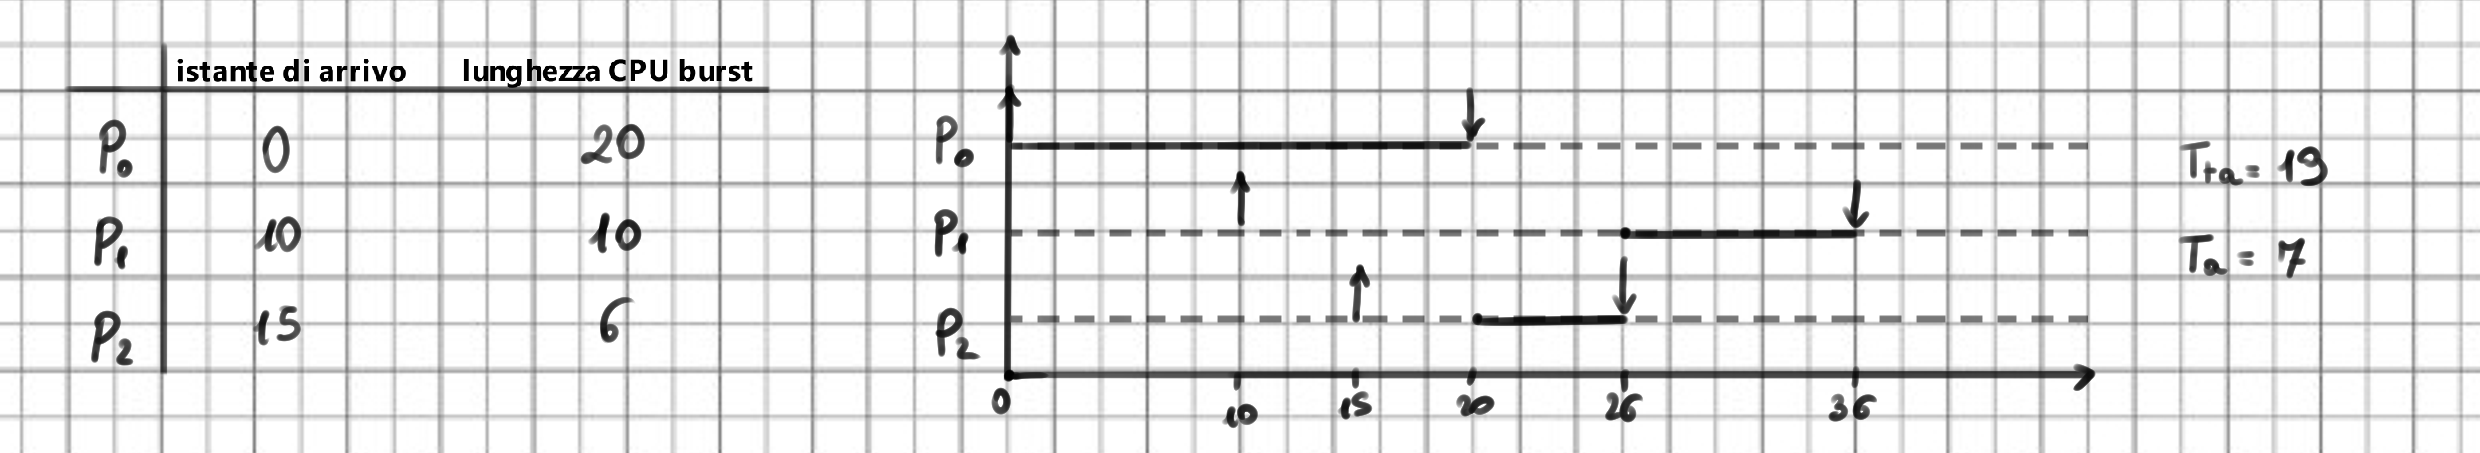 istante di arrivo lunghezza CPU burst
P0 0 20
P1 10 10
P2 15 6
P0
P1
P2
0 10 15 20 26 36
Tta = 19
Ta = 7